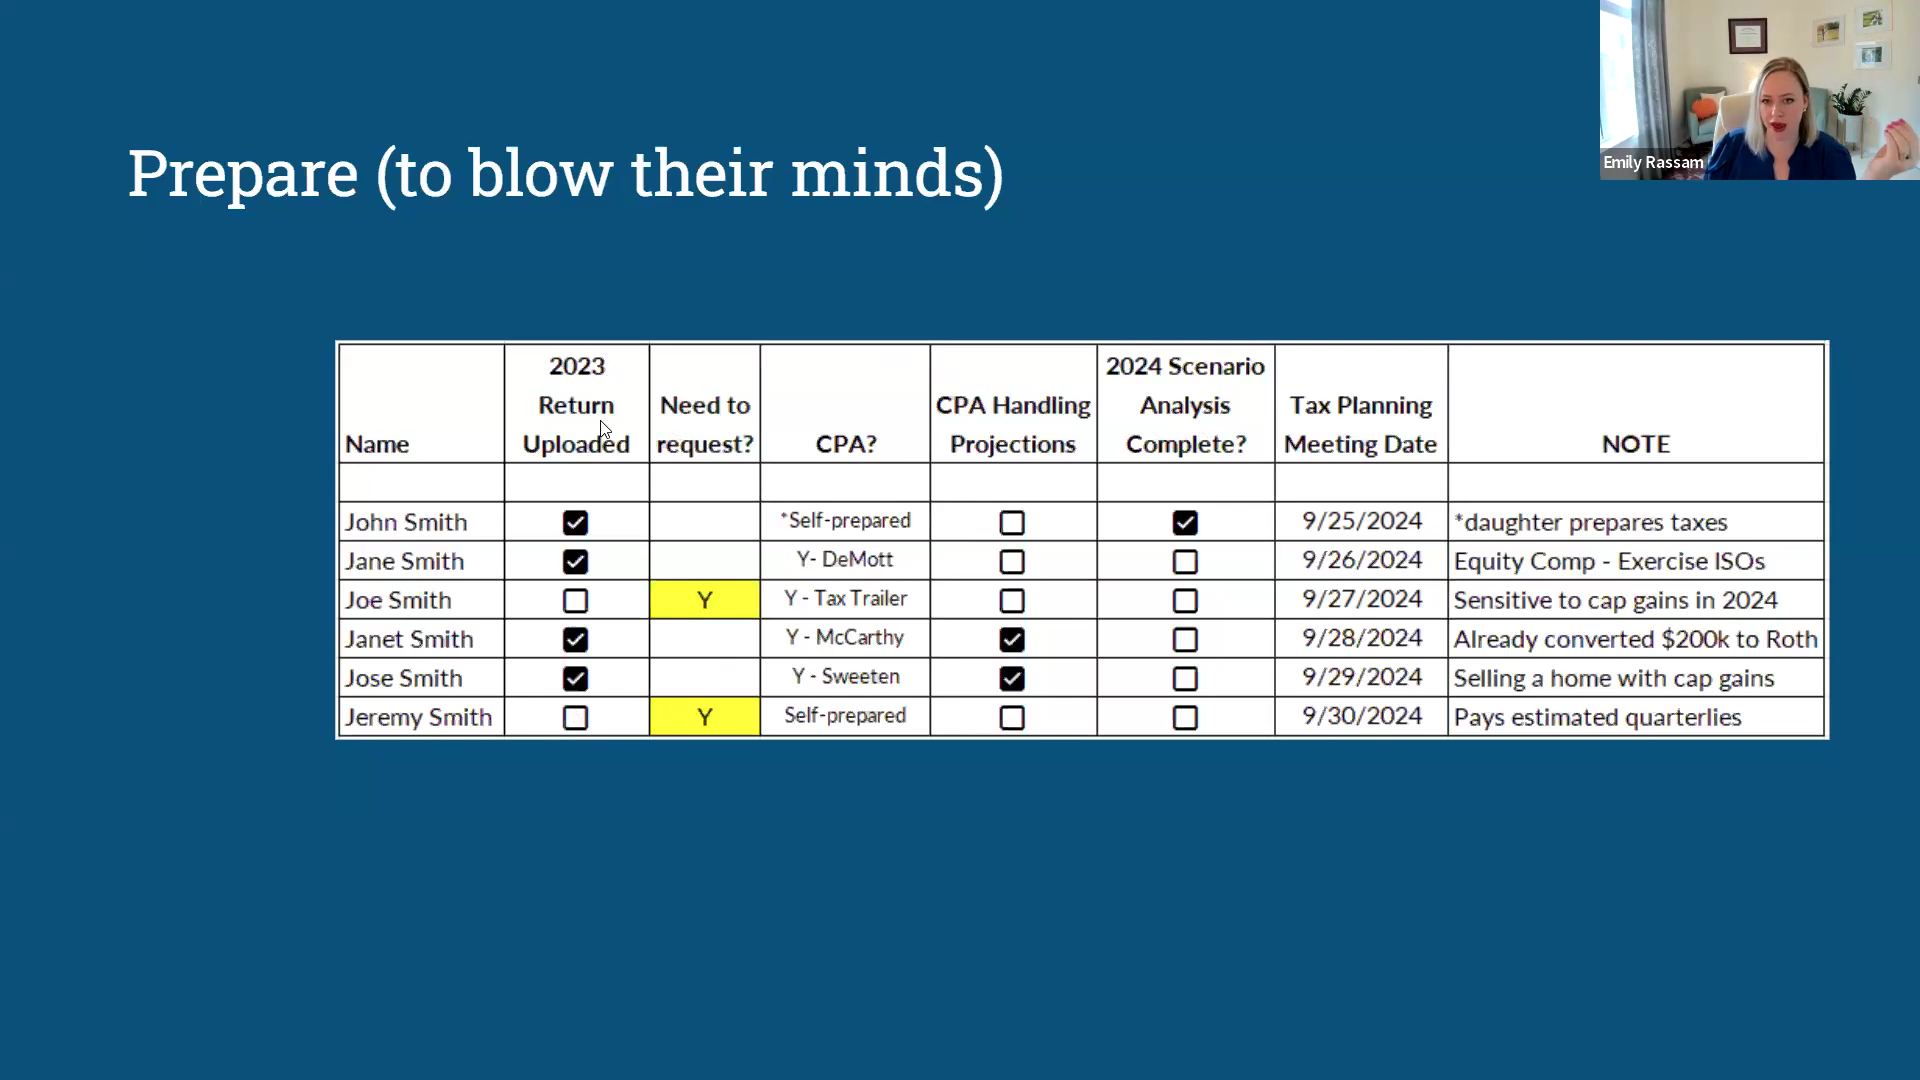 Emily Rassam
Prepare (to blow their minds)
Name | 2023 Return Uploaded | Need to request? | CPA? | CPA Handling Projections | 2024 Scenario Analysis Complete? | Tax Planning Meeting Date | NOTE
John Smith | *Self-prepared | 9/25/2024 | *daughter prepares taxes
Jane Smith | Y- DeMott | 9/26/2024 | Equity Comp - Exercise ISOs
Joe Smith | Y | Y - Tax Trailer | 9/27/2024 | Sensitive to cap gains in 2024
Janet Smith | Y - McCarthy | 9/28/2024 | Already converted $200k to Roth
Jose Smith | Y - Sweeten | 9/29/2024 | Selling a home with cap gains
Jeremy Smith | Y | Self-prepared | 9/30/2024 | Pays estimated quarterlies